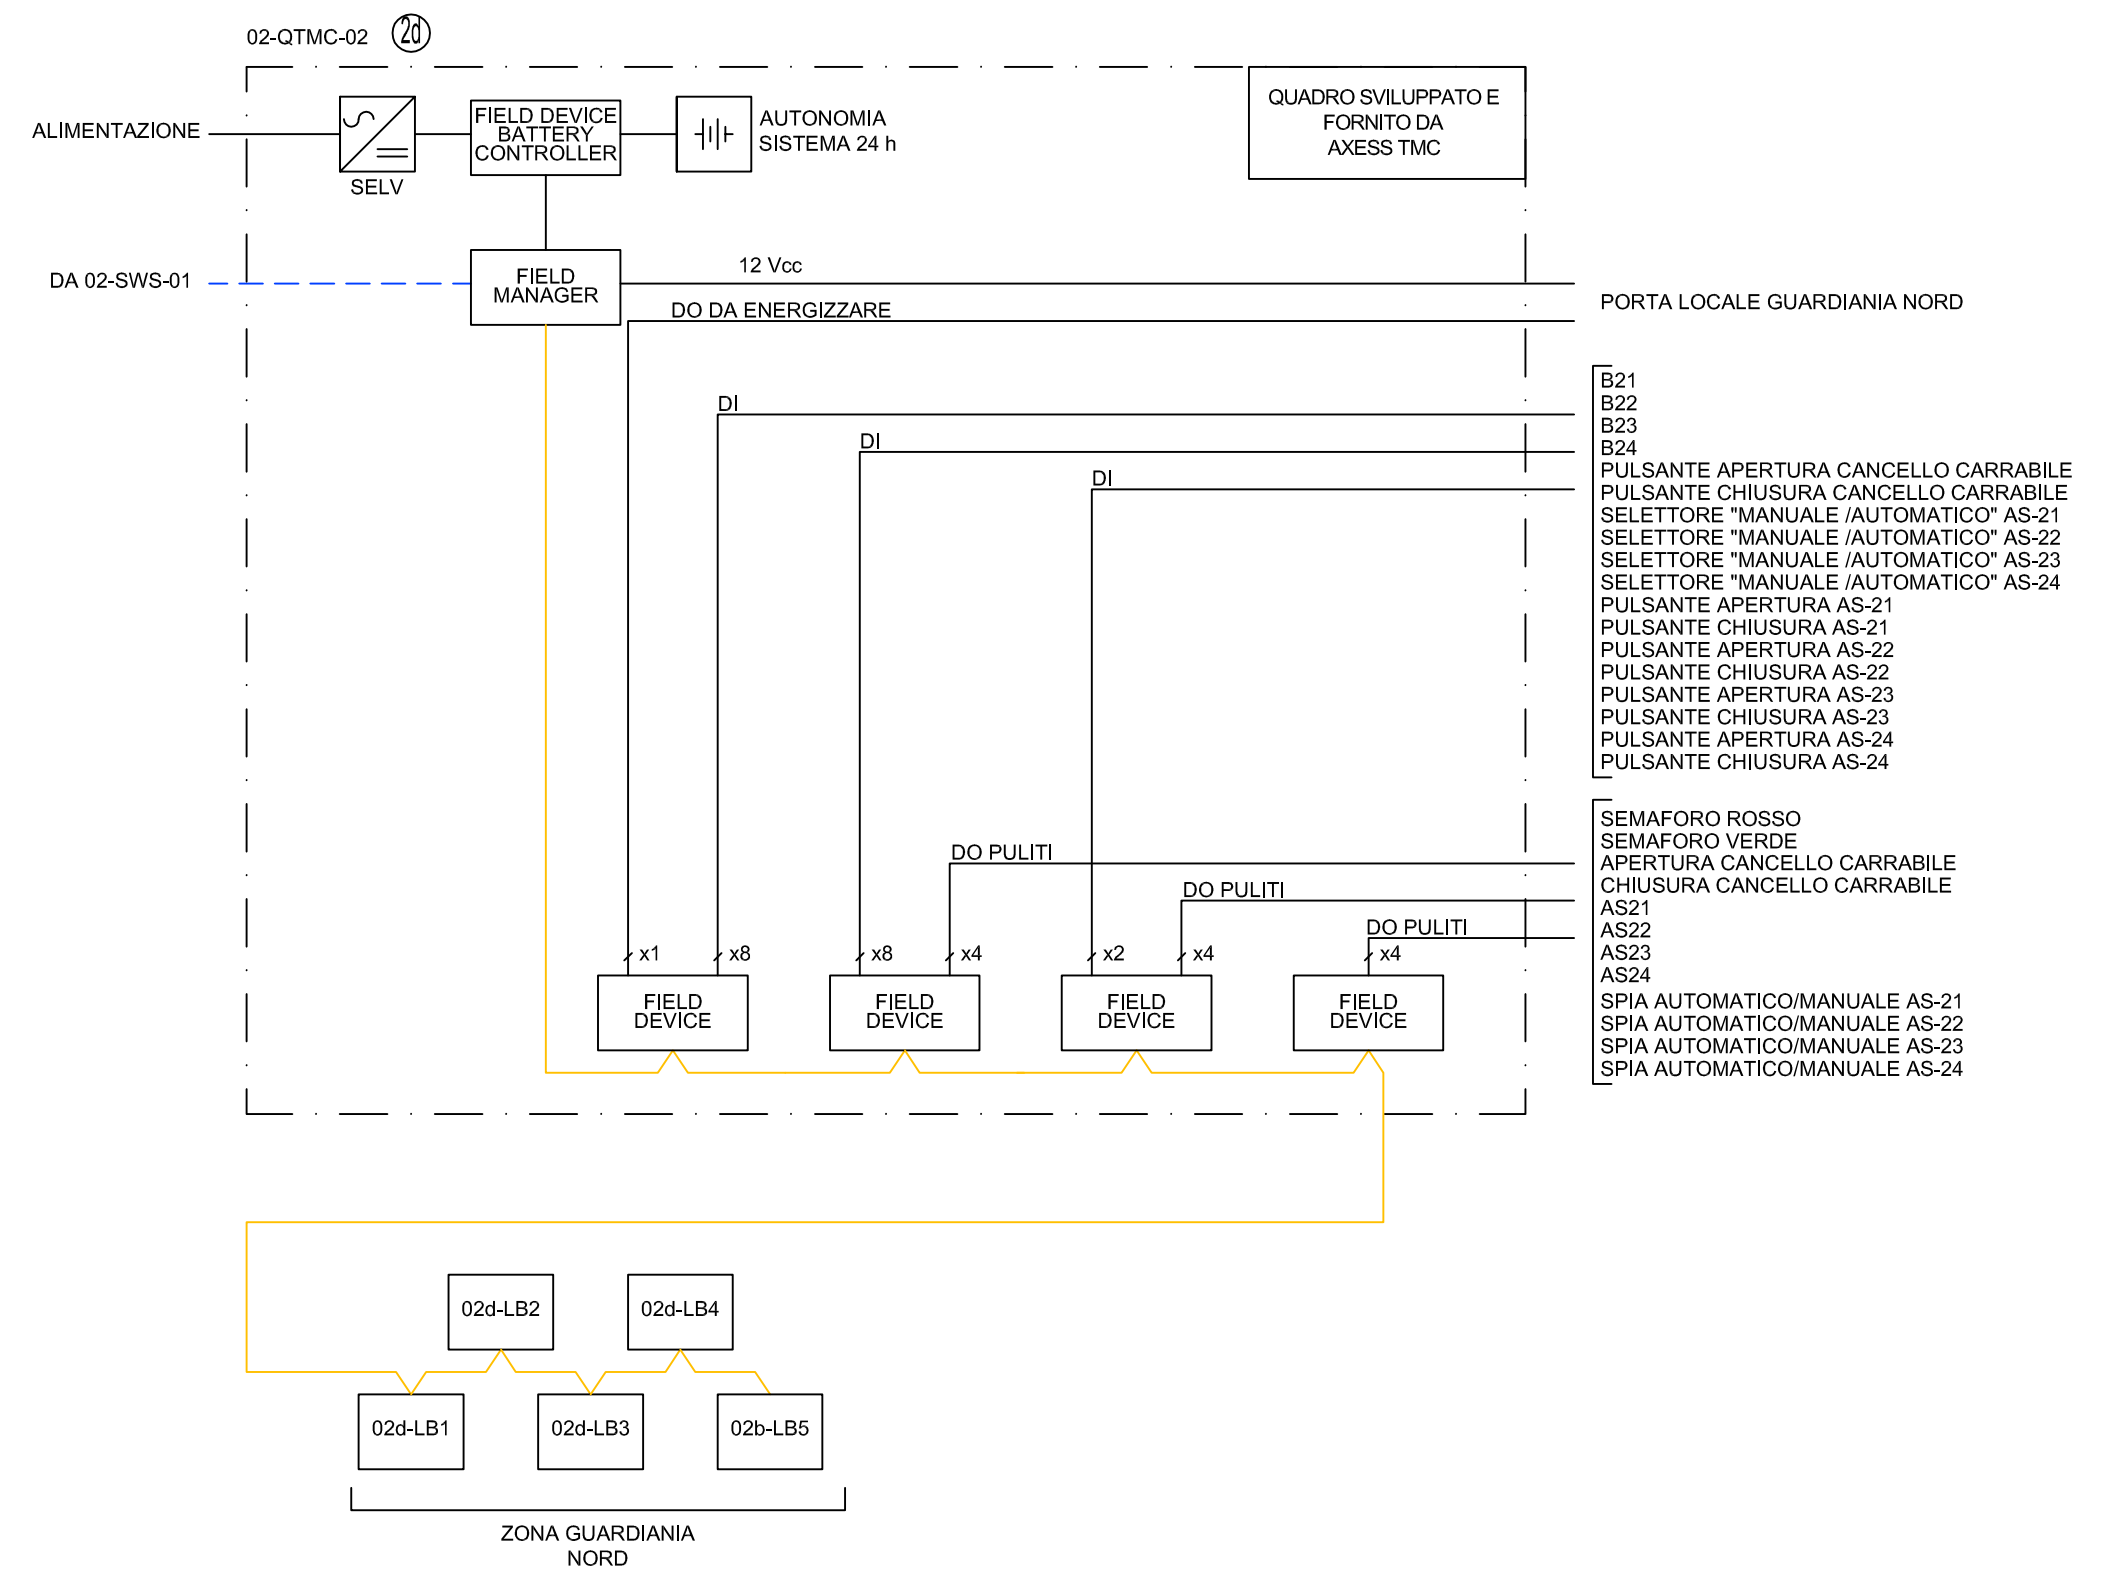 02-QTMC-02
2d
ALIMENTAZIONE
SELV
FIELD DEVICE
BATTERY
CONTROLLER
AUTONOMIA
SISTEMA 24 h
QUADRO SVILUPPATO E
FORNITO DA
AXESS TMC
DA 02-SWS-01
FIELD
MANAGER
12 Vcc
DO DA ENERGIZZARE
PORTA LOCALE GUARDIANIA NORD
DI
DI
DI
B21
B22
B23
B24
PULSANTE APERTURA CANCELLO CARRABILE
PULSANTE CHIUSURA CANCELLO CARRABILE
SELETTORE "MANUALE /AUTOMATICO" AS-21
SELETTORE "MANUALE /AUTOMATICO" AS-22
SELETTORE "MANUALE /AUTOMATICO" AS-23
SELETTORE "MANUALE /AUTOMATICO" AS-24
PULSANTE APERTURA AS-21
PULSANTE CHIUSURA AS-21
PULSANTE APERTURA AS-22
PULSANTE CHIUSURA AS-22
PULSANTE APERTURA AS-23
PULSANTE CHIUSURA AS-23
PULSANTE APERTURA AS-24
PULSANTE CHIUSURA AS-24
DO PULITI
DO PULITI
DO PULITI
SEMAFORO ROSSO
SEMAFORO VERDE
APERTURA CANCELLO CARRABILE
CHIUSURA CANCELLO CARRABILE
AS21
AS22
AS23
AS24
SPIA AUTOMATICO/MANUALE AS-21
SPIA AUTOMATICO/MANUALE AS-22
SPIA AUTOMATICO/MANUALE AS-23
SPIA AUTOMATICO/MANUALE AS-24
x1
x8
x8
x4
x2
x4
x4
FIELD
DEVICE
FIELD
DEVICE
FIELD
DEVICE
FIELD
DEVICE
02d-LB2
02d-LB4
02d-LB1
02d-LB3
02b-LB5
ZONA GUARDIANIA
NORD